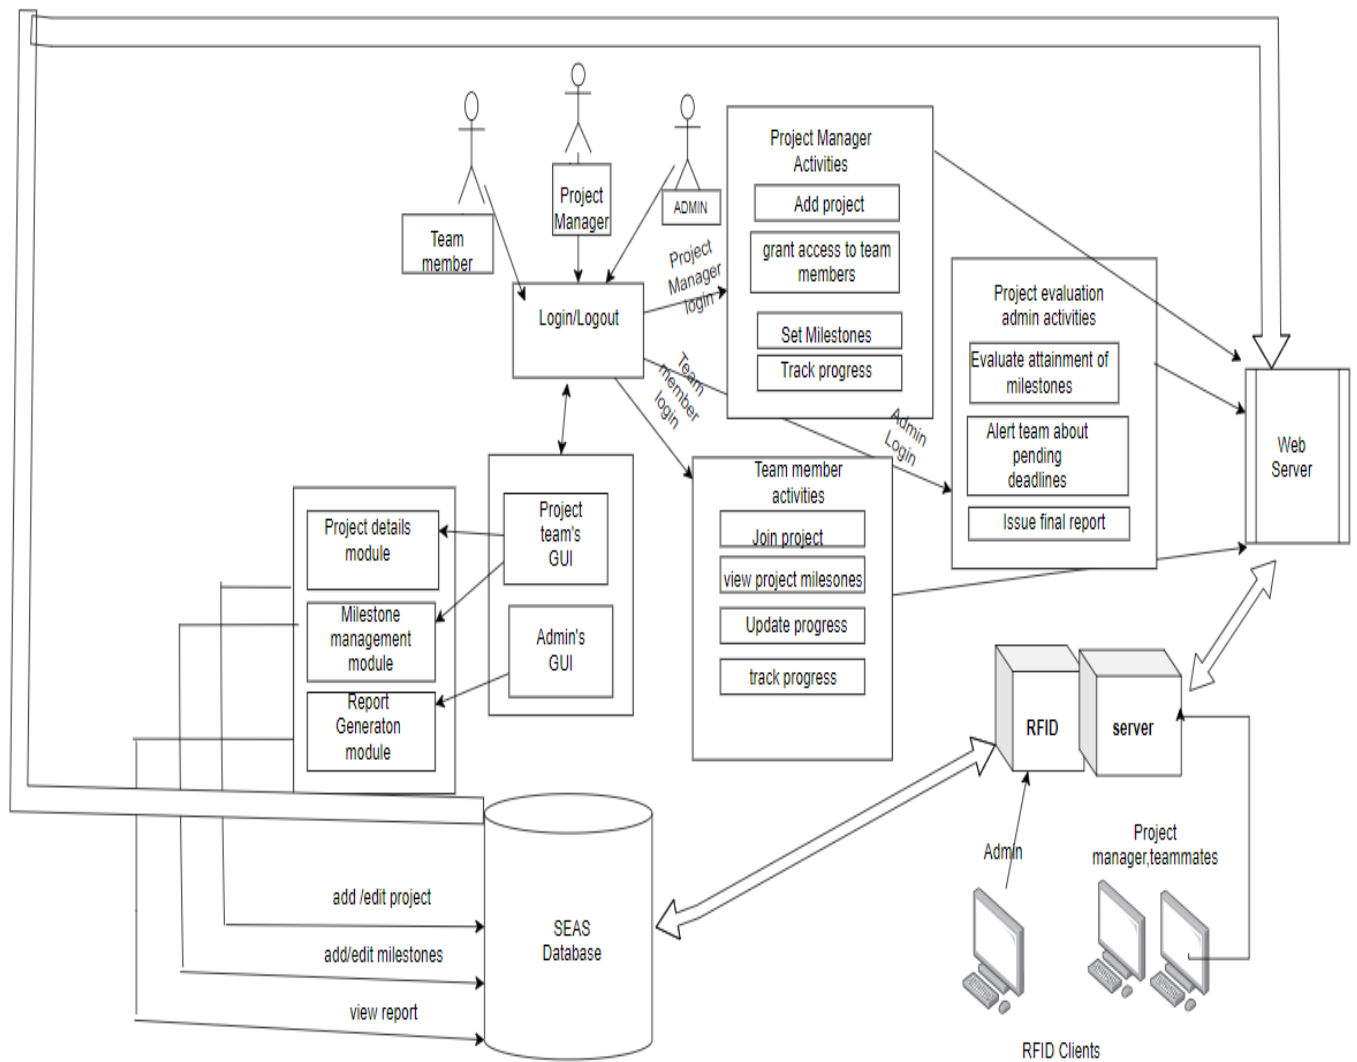 Project Manager
Activities
Add project
grant access to team
members
Set Milestones
Track progress
Team
member
Project
Manager
ADMIN
Login/Logout
Project
Manager
login
Team
member
login
Admin
Login
Project evaluation
admin activities
Evaluate attainment of
milestones
Alert team about
pending
deadlines
Issue final report
Web
Server
Team member
activities
Join project
view project milesones
Update progress
track progress
Project details
module
Milestone
management
module
Report
Generaton
module
Project
team's
GUI
Admin's
GUI
RFID
server
Admin
Project
manager,teammates
RFID Clients
add /edit project
add/edit milestones
view report
SEAS
Database